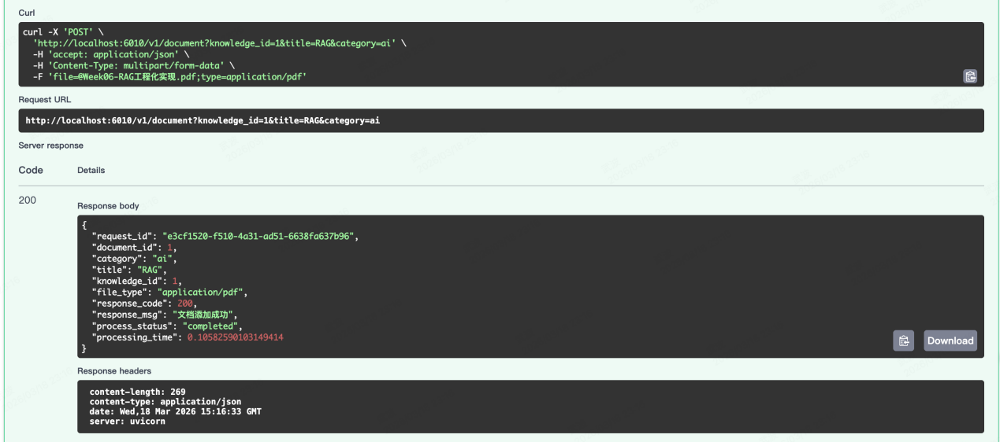 Curl
curl -X 'POST' \
  'http://localhost:6010/v1/document?knowledge_id=1&title=RAG&category=ai' \
  -H 'accept: application/json' \
  -H 'Content-Type: multipart/form-data' \
  -F 'file=@Week06-RAG工程化实现.pdf;type=application/pdf'
Request URL
http://localhost:6010/v1/document?knowledge_id=1&title=RAG&category=ai
Server response
Code Details
200
Response body
{
  "request_id": "e3cf1520-f510-4a31-ad51-6638fa637b96",
  "document_id": 1,
  "category": "ai",
  "title": "RAG",
  "knowledge_id": 1,
  "file_type": "application/pdf",
  "response_code": 200,
  "response_msg": "文档添加成功",
  "process_status": "completed",
  "processing_time": 0.10582590103149414
}
Download
Response headers
content-length: 269
content-type: application/json
date: Wed,18 Mar 2026 15:16:33 GMT
server: uvicorn